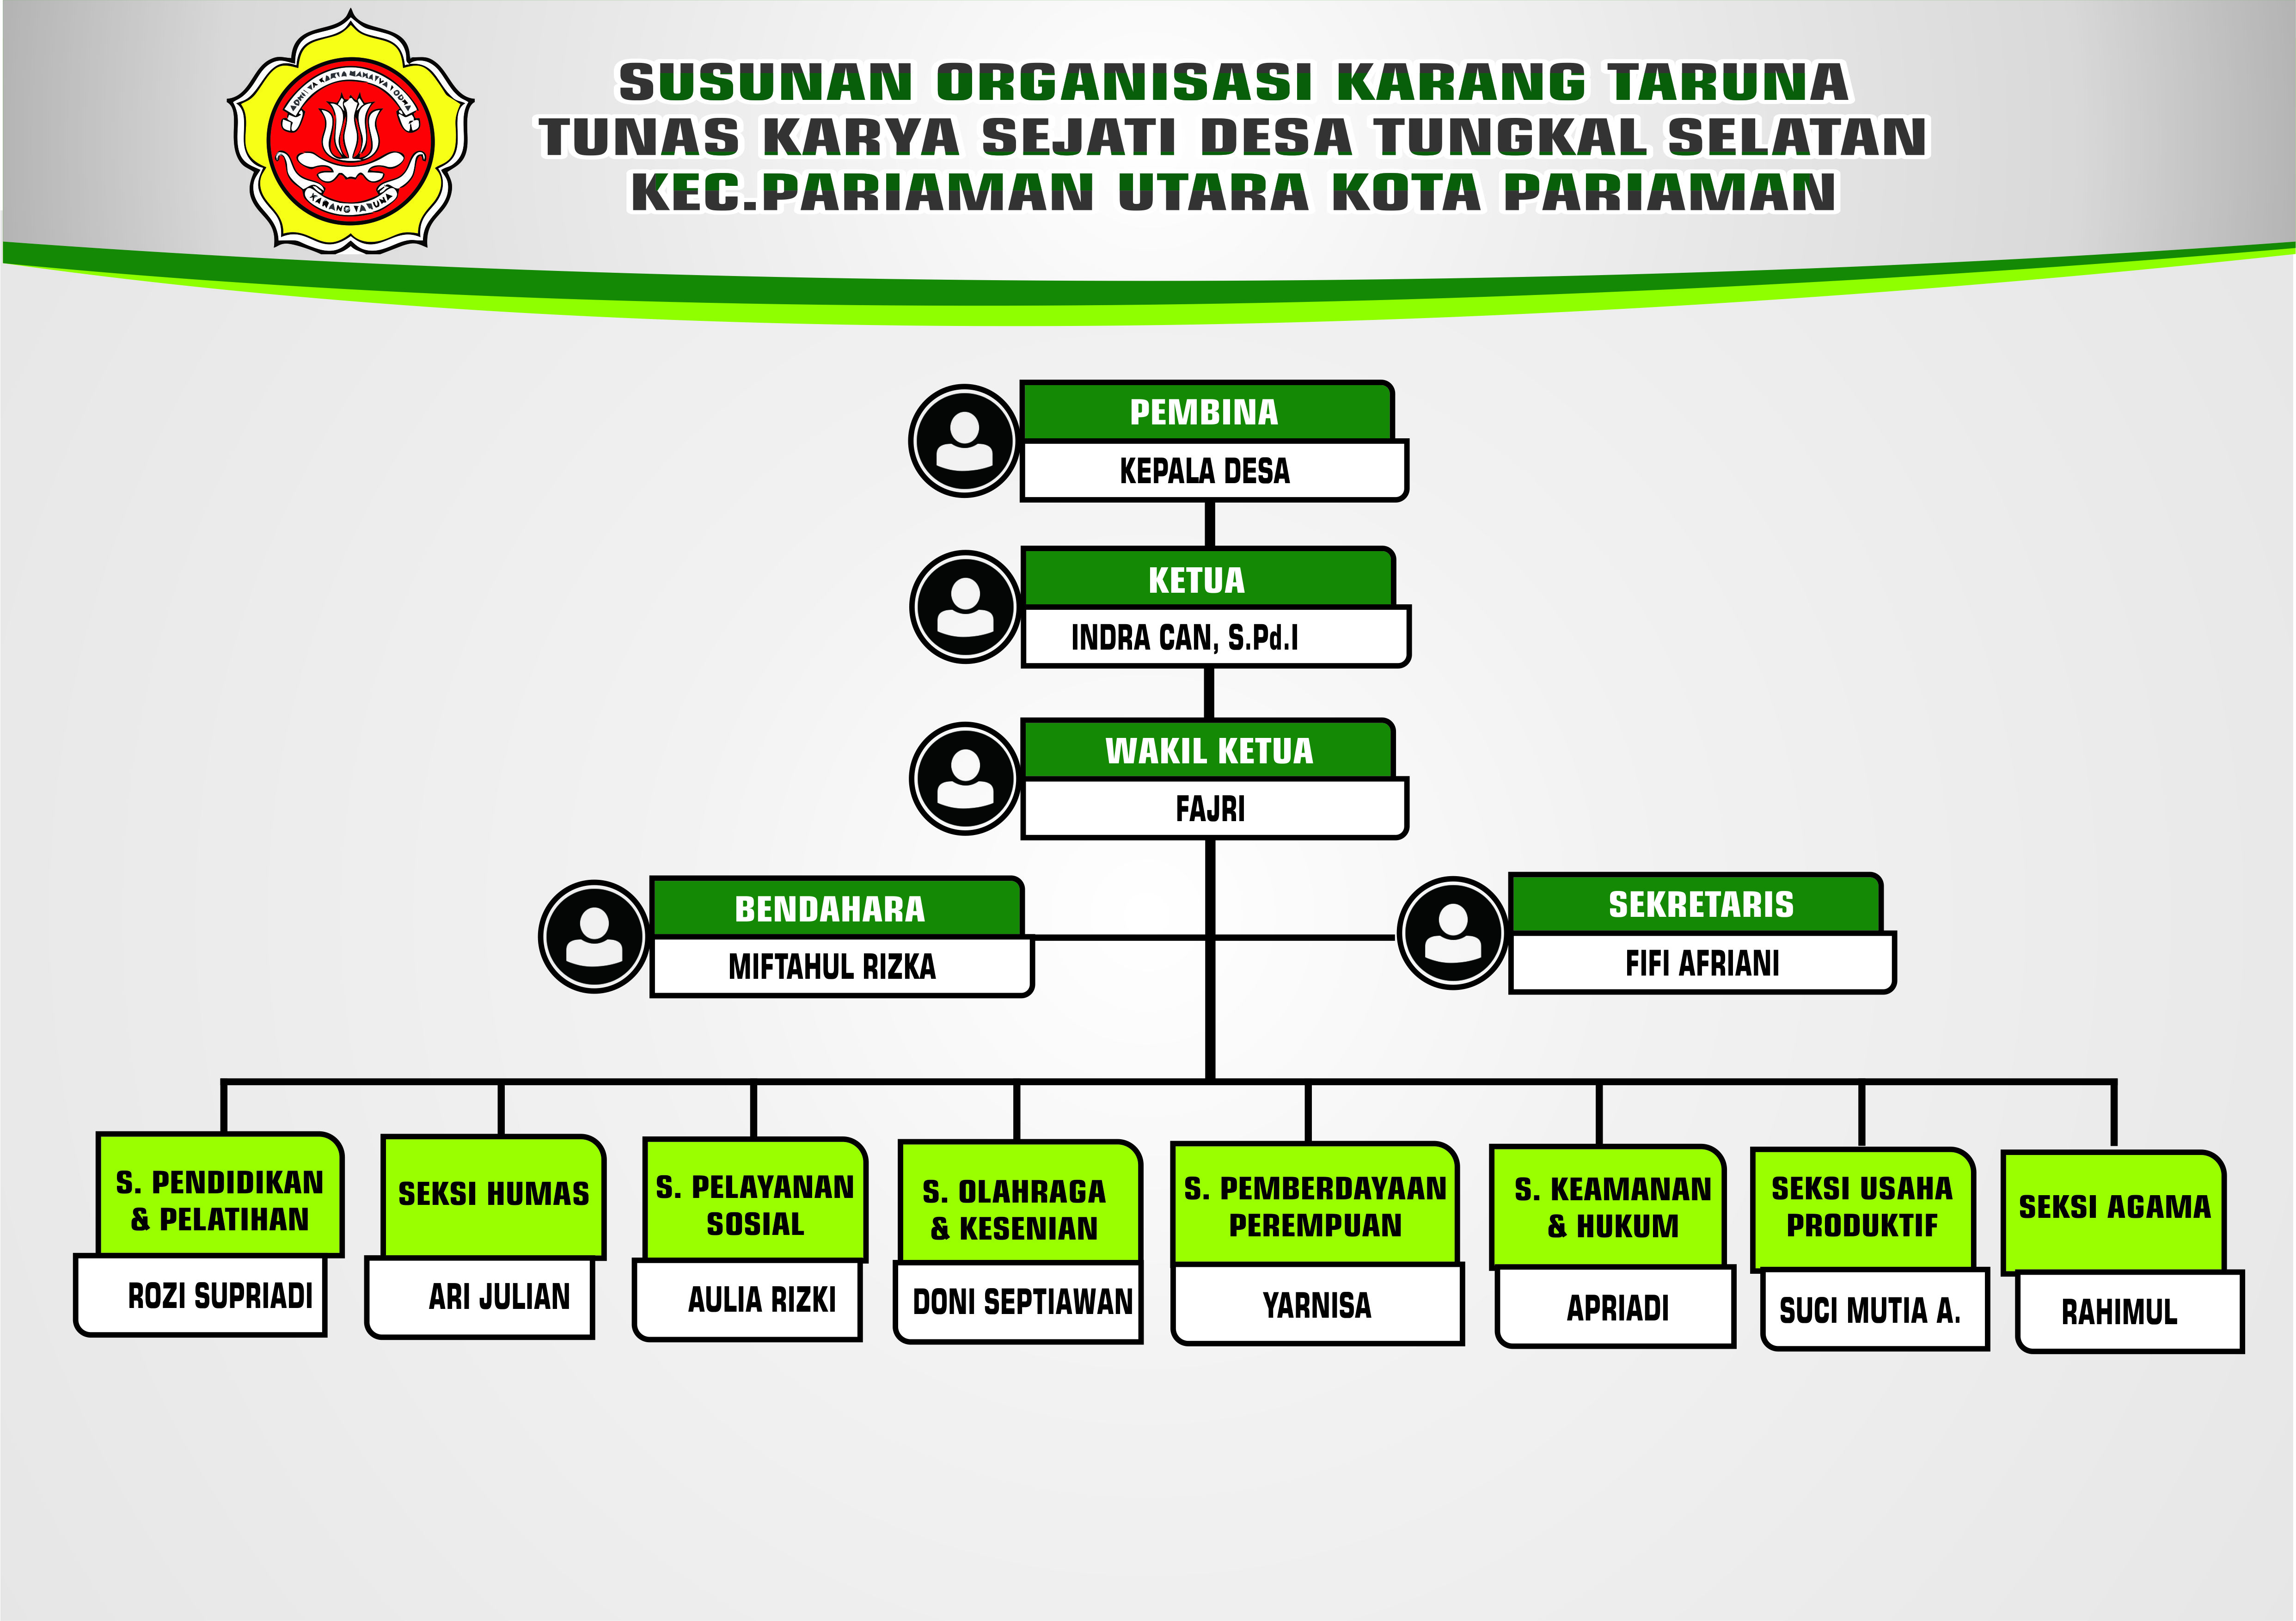 ADHITYA KARYA MAHATVA YODHA
KARANG TARUNA
SUSUNAN ORGANISASI KARANG TARUNA
TUNAS KARYA SEJATI DESA TUNGKAL SELATAN
KEC.PARIAMAN UTARA KOTA PARIAMAN
PEMBINA
KEPALA DESA
KETUA
INDRA CAN, S.Pd.I
WAKIL KETUA
FAJRI
BENDAHARA
MIFTAHUL RIZKA
SEKRETARIS
FIFI AFRIANI
S. PENDIDIKAN
& PELATIHAN
ROZI SUPRIADI
SEKSI HUMAS
ARI JULIAN
S. PELAYANAN
SOSIAL
AULIA RIZKI
S. OLAHRAGA
& KESENIAN
DONI SEPTIAWAN
S. PEMBERDAYAAN
PEREMPUAN
YARNISA
S. KEAMANAN
& HUKUM
APRIADI
SEKSI USAHA
PRODUKTIF
SUCI MUTIA A.
SEKSI AGAMA
RAHIMUL